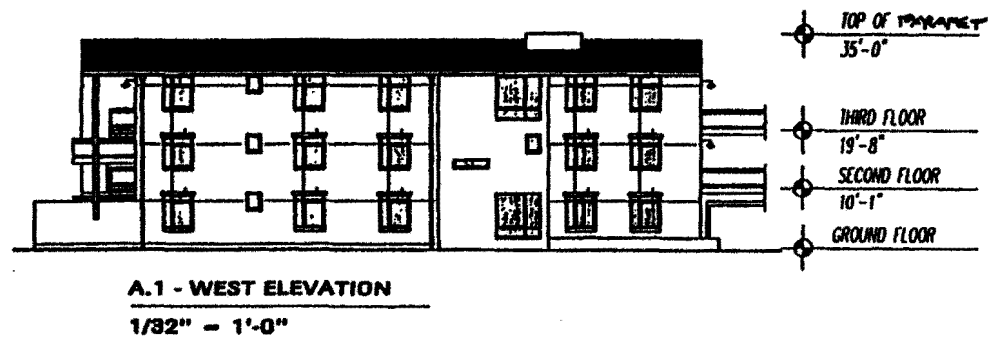 TOP OF PARAPET
35'-0"
THIRD FLOOR
19'-8"
SECOND FLOOR
10'-1"
GROUND FLOOR
A.1 - WEST ELEVATION
1/32" = 1'-0"